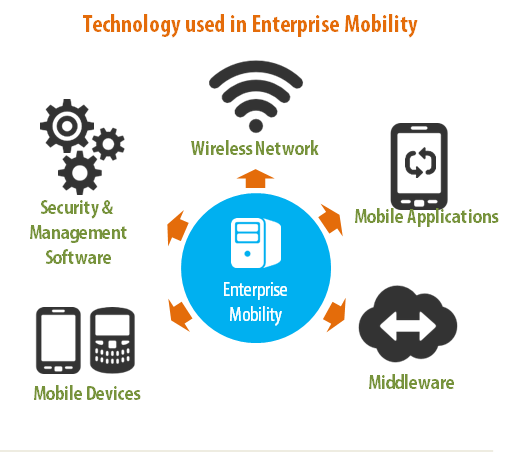 Technology used in Enterprise Mobility
Wireless Network
Security &
Management
Software
Mobile Applications
Enterprise
Mobility
Mobile Devices
Middleware